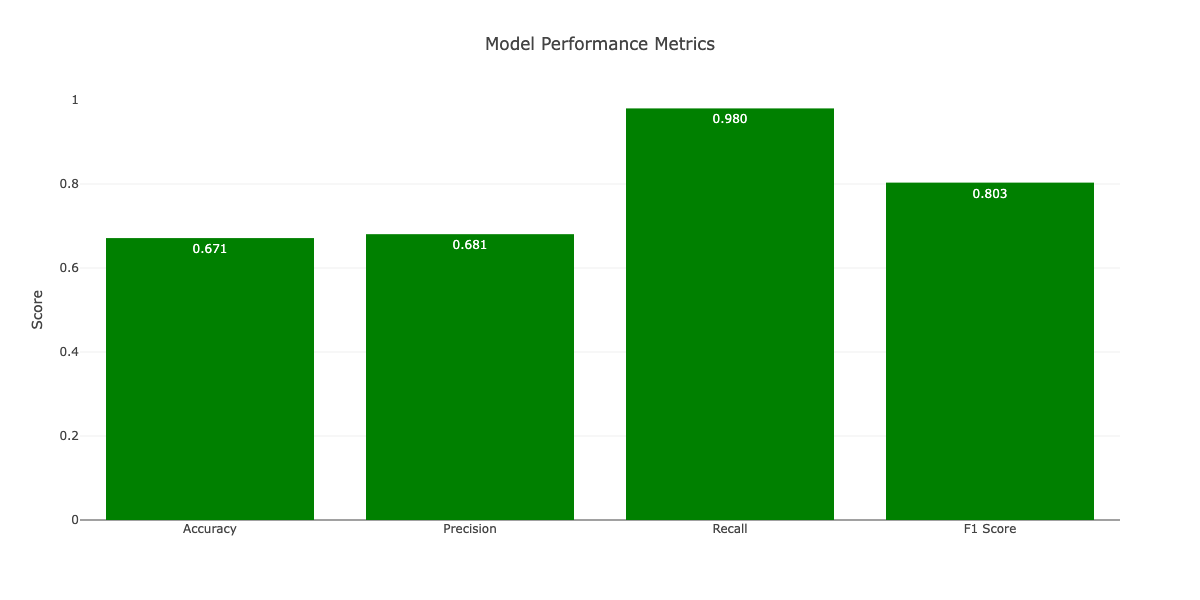 Model Performance Metrics
1
0.8
0.6
0.4
0.2
0
Score
0.671
0.681
0.980
0.803
Accuracy
Precision
Recall
F1 Score